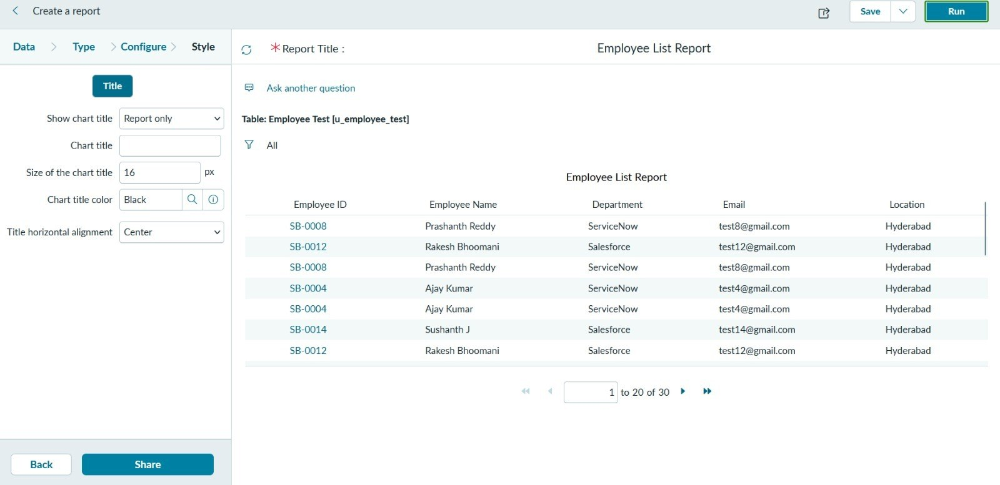 Create a report
Save
Run
Data Type Configure Style
* Report Title : Employee List Report
Title
Show chart title Report only
Chart title
Size of the chart title 16 px
Chart title color Black
Title horizontal alignment Center
Back Share
Ask another question
Table: Employee Test [u_employee_test]
All
Employee List Report
Employee ID Employee Name Department Email Location
SB-0008 Prashanth Reddy ServiceNow test8@gmail.com Hyderabad
SB-0012 Rakesh Bhoomani Salesforce test12@gmail.com Hyderabad
SB-0008 Prashanth Reddy ServiceNow test8@gmail.com Hyderabad
SB-0004 Ajay Kumar ServiceNow test4@gmail.com Hyderabad
SB-0004 Ajay Kumar ServiceNow test4@gmail.com Hyderabad
SB-0014 Sushanth J Salesforce test14@gmail.com Hyderabad
SB-0012 Rakesh Bhoomani Salesforce test12@gmail.com Hyderabad
1 to 20 of 30